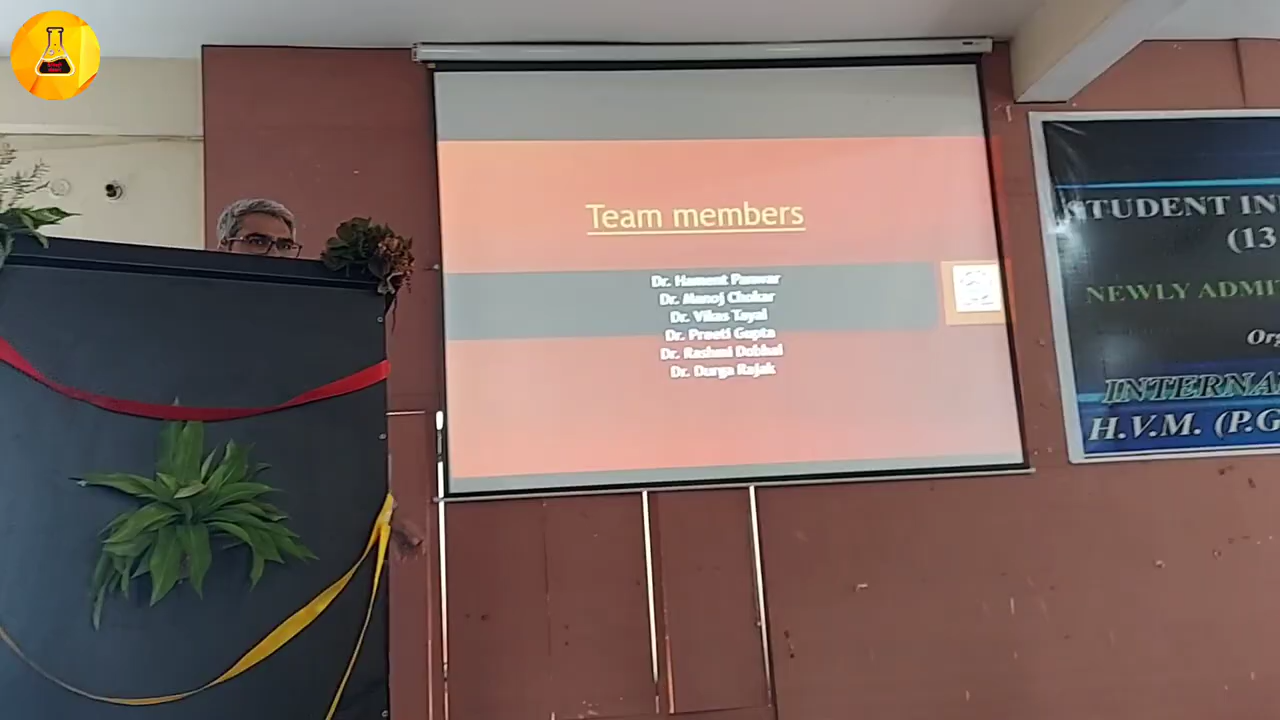 Team members
Dr. Hemant Panwar
Dr. Manoj Chokar
Dr. Vikas Tayal
Dr. Preeti Gupta
Dr. Rashmi Dobhal
Dr. Durga Rajak
STUDENT IN
(13
NEWLY ADMIT
Org
INTERNA
H.V.M. (P.G